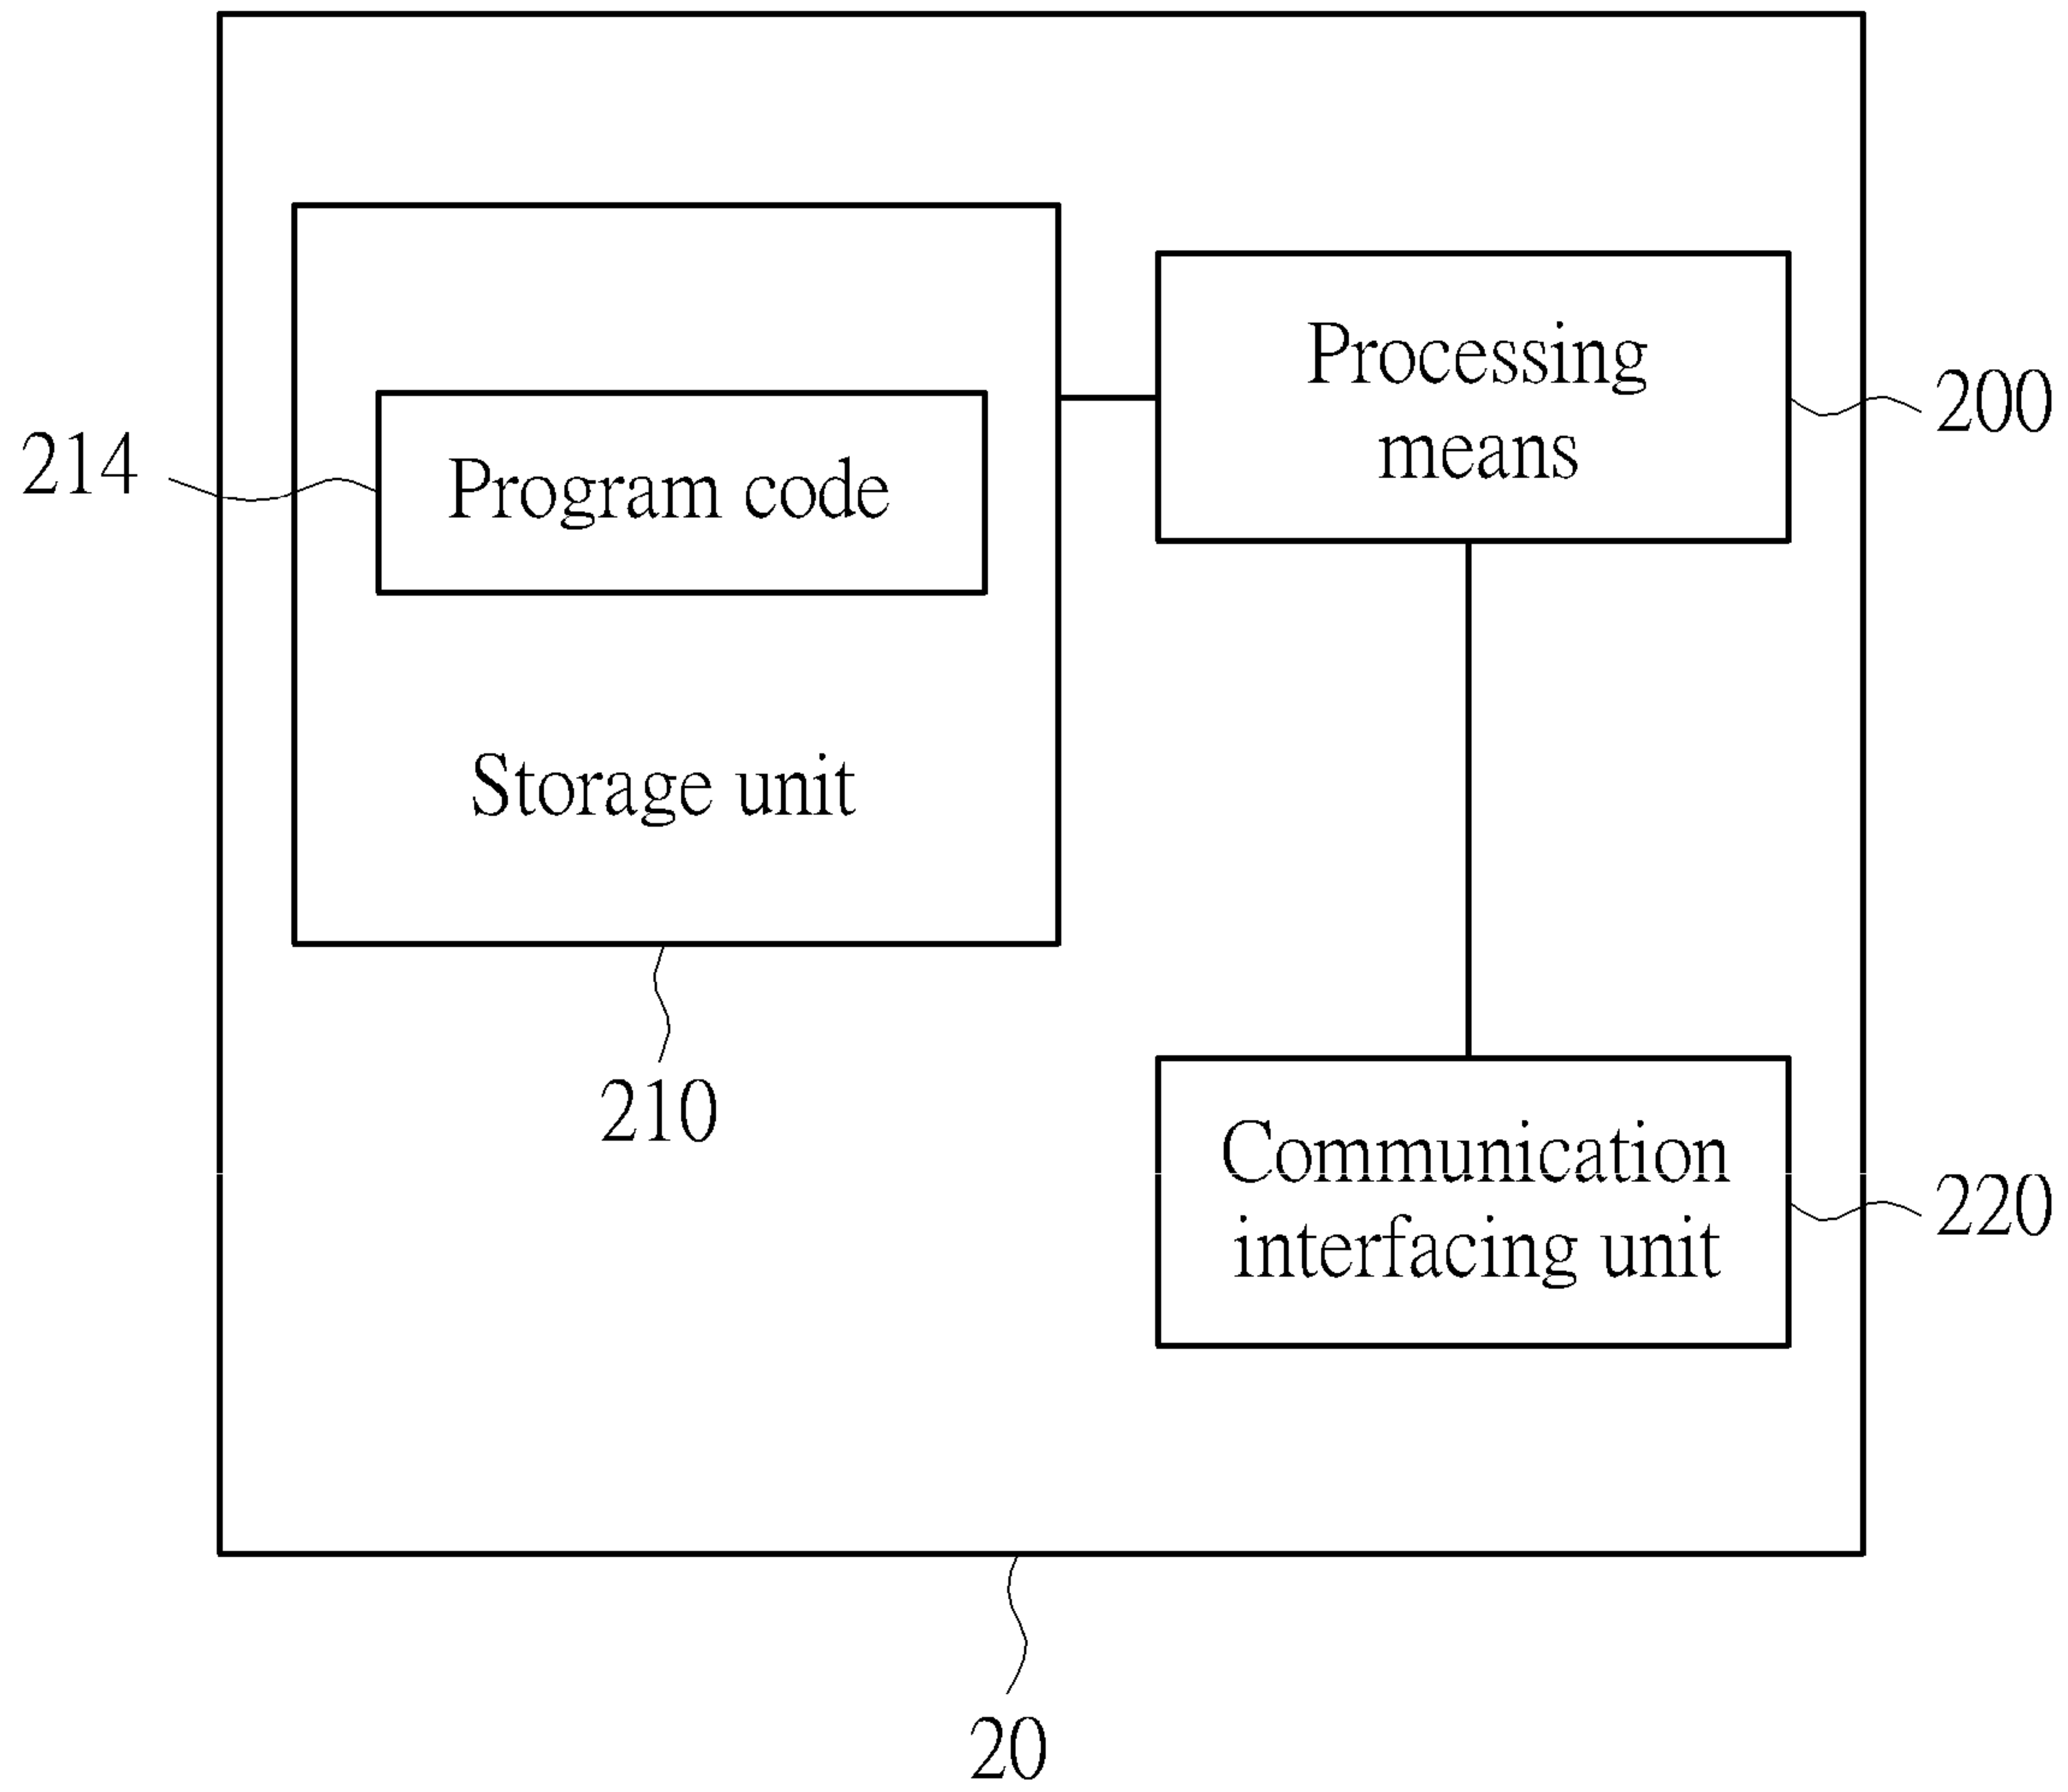 Processing
means
200
214
Program code
Storage unit
210
Communication
interfacing unit
220
20